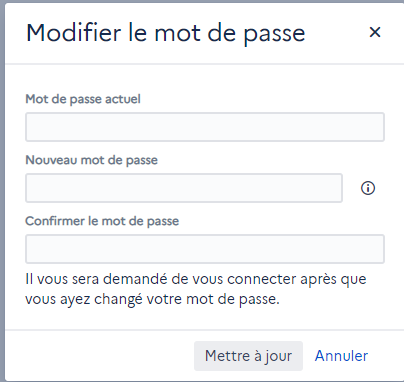 Modifier le mot de passe
Mot de passe actuel
Nouveau mot de passe
Confirmer le mot de passe
Il vous sera demandé de vous connecter après que
vous ayez changé votre mot de passe.
Mettre à jour
Annuler